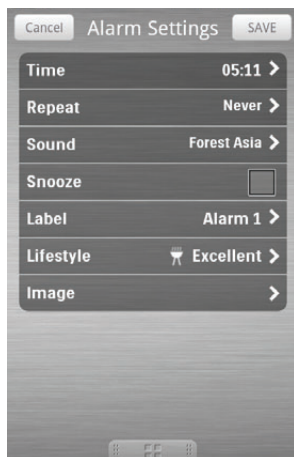 Cancel Alarm Settings SAVE
Time 05:11
Repeat Never
Sound Forest Asia
Snooze
Label Alarm 1
Lifestyle Excellent
Image